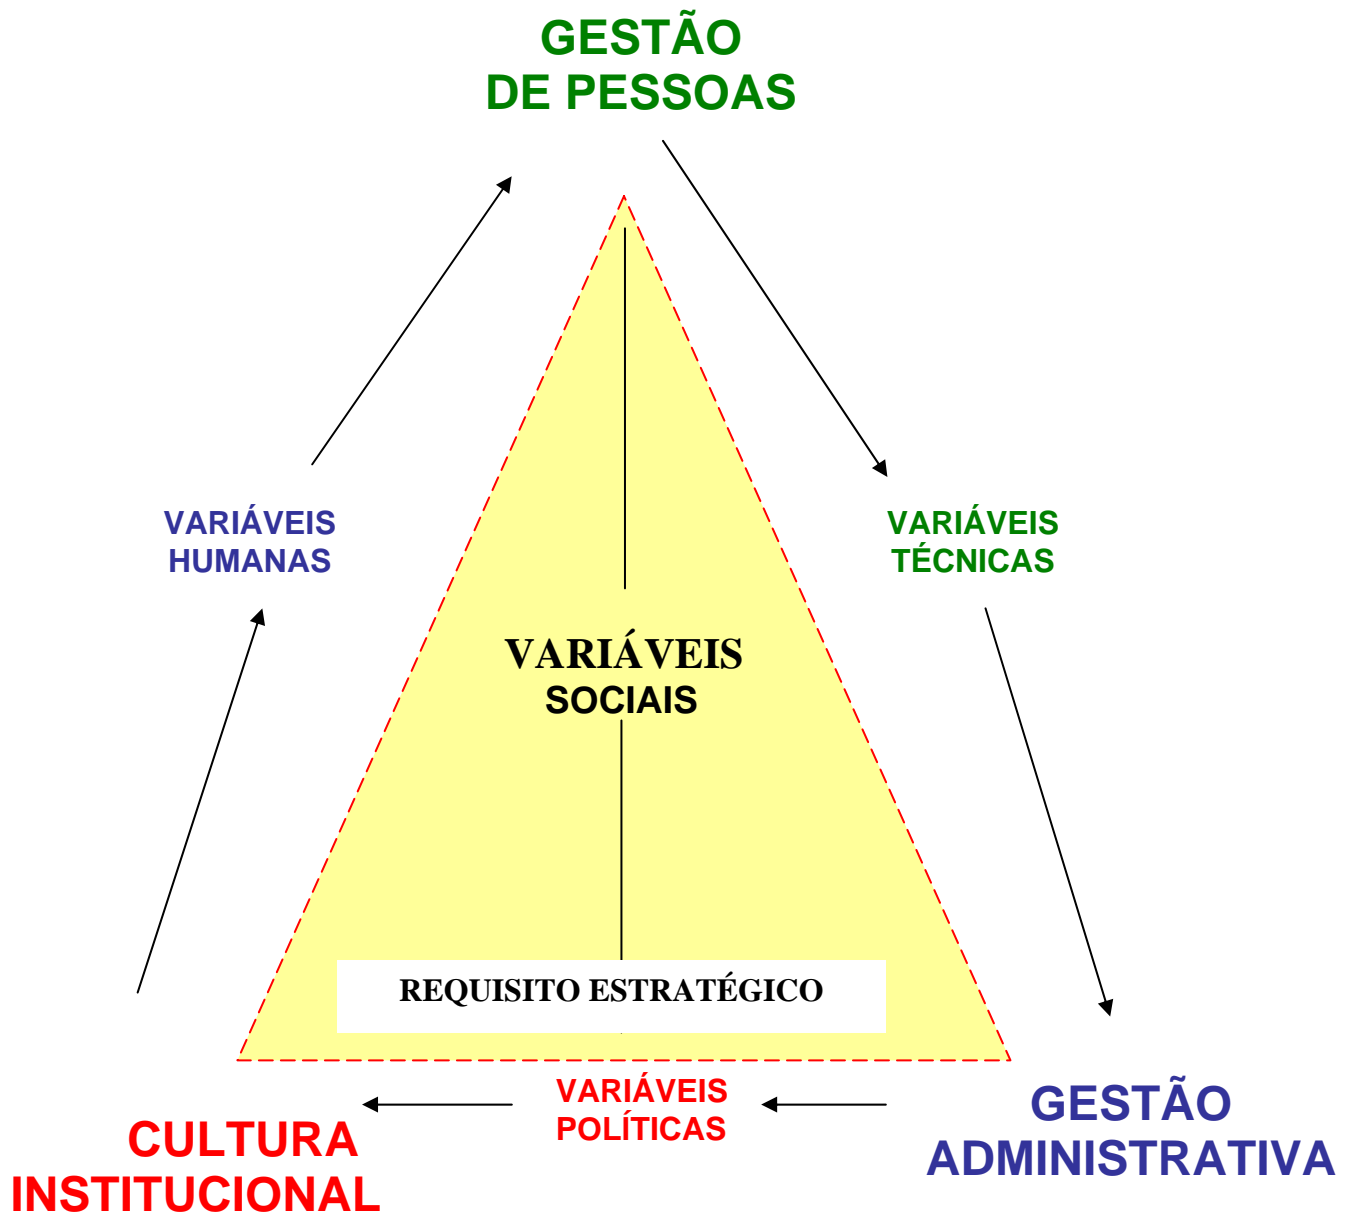 GESTÃO
DE PESSOAS
VARIÁVEIS
HUMANAS
VARIÁVEIS
TÉCNICAS
VARIÁVEIS
SOCIAIS
REQUISITO ESTRATÉGICO
VARIÁVEIS
POLÍTICAS
CULTURA
INSTITUCIONAL
GESTÃO
ADMINISTRATIVA